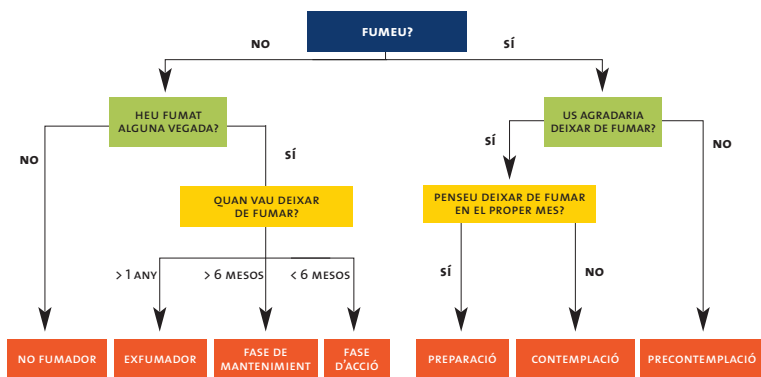 FUMEU?
NO
SÍ
HEU FUMAT
ALGUNA VEGADA?
US AGRADARIA
DEIXAR DE FUMAR?
NO
SÍ
SÍ
NO
QUAN VAU DEIXAR
DE FUMAR?
PENSEU DEIXAR DE FUMAR
EN EL PROPER MES?
> 1 ANY
> 6 MESOS
< 6 MESOS
SÍ
NO
NO FUMADOR
EXFUMADOR
FASE DE
MANTENIMIENT
FASE
D'ACCIÓ
PREPARACIÓ
CONTEMPLACIÓ
PRECONTEMPLACIÓ